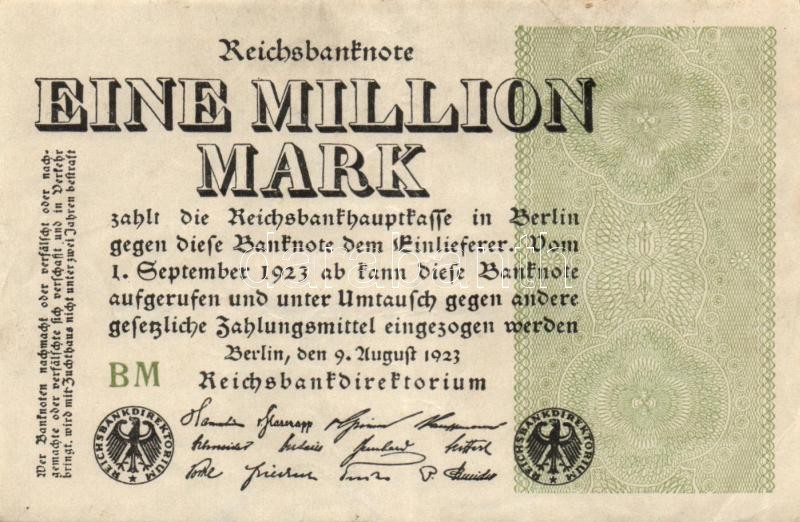 Reichsbanknote
EINE MILLION
MARK
zahlt die Reichsbankhauptkasse in Berlin
gegen diese Banknote dem Einlieferer. Vom
1. September 1923 ab kann diese Banknote
aufgerufen und unter Umtausch gegen andere
gesetzliche Zahlungsmittel eingezogen werden
Berlin, den 9. August 1923
BM
Reichsbankdirektorium
Wer Banknoten nachmacht oder verfälscht oder nach-
gemachte oder verfälschte sich verschafft und in Verkehr
bringt, wird mit Zuchthaus nicht unter zwei Jahren bestraft
REICHSBANKDIREKTORIUM
REICHSBANKDIREKTORIUM
darabanth